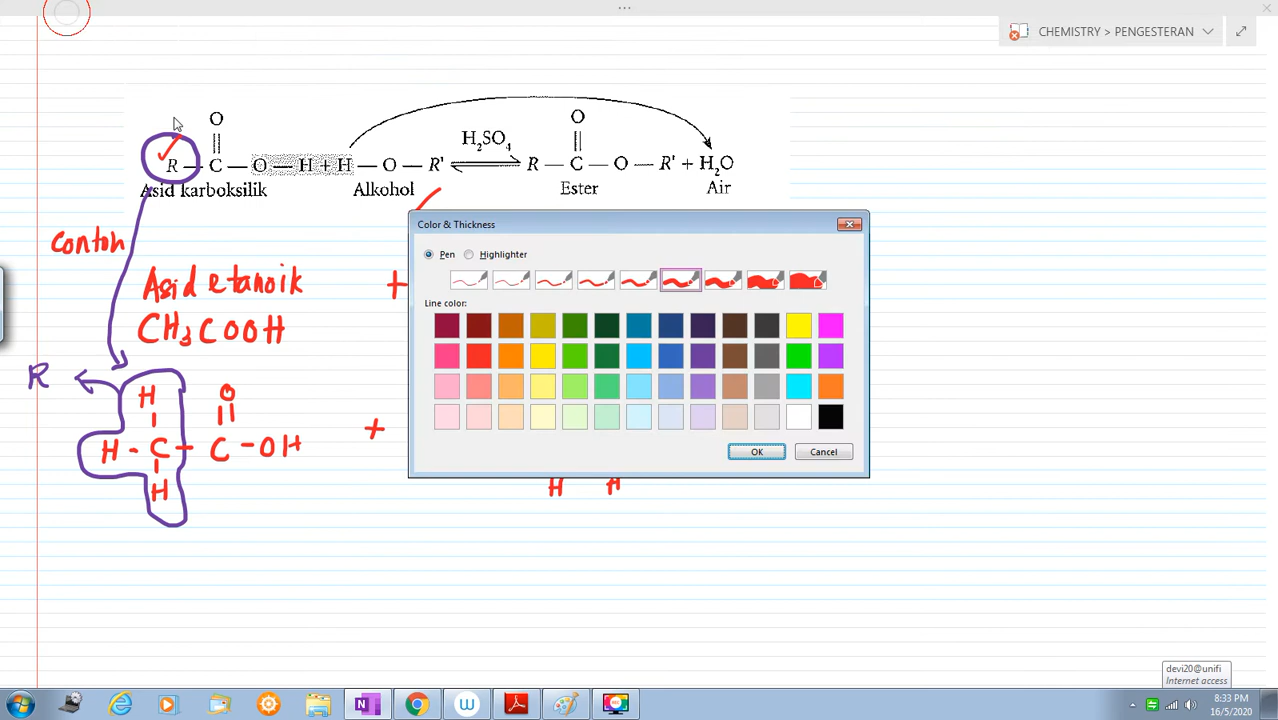 CHEMISTRY > PENGESTERAN
O
O
H₂SO₄
R — C — O — H + H — O — R' ⇌ R — C — O — R' + H₂O
Asid karboksilik Alkohol Ester Air
Color & Thickness
Pen Highlighter
Line color:
OK Cancel
contoh
Asid etanoik +
CH₃COOH
R
H O
H - C - C - OH +
H
H H
devi20@unifi
Internet access
8:33 PM
16/5/2020